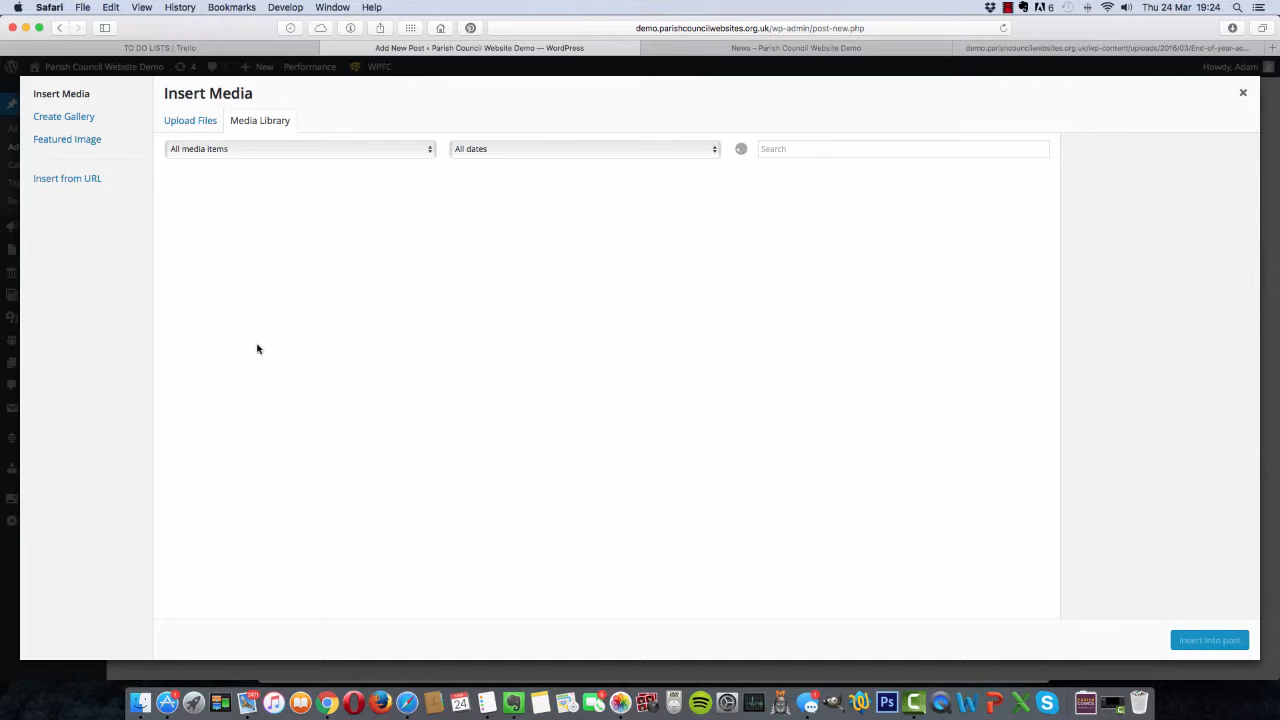 Safari File Edit View History Bookmarks Develop Window Help 6 Thu 24 Mar 19:24
demo.parishcouncilwebsites.org.uk/wp-admin/post-new.php
TO DO LISTS | Trello Add New Post ‹ Parish Council Website Demo — WordPress News – Parish Council Website Demo demo.parishcouncilwebsites.org.uk/wp-content/uploads/2016/03/End-of-year-ac...
Parish Council Website Demo 4 New Performance WPFC Howdy, Adam
Insert Media
Create Gallery
Featured Image
Insert from URL
Insert Media
Upload Files Media Library
All media items All dates Search
Insert into post